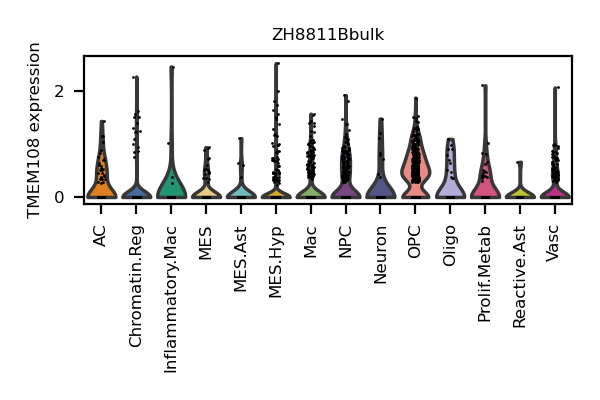 ZH8811Bbulk
TMEM108 expression
2
0
AC
Chromatin.Reg
Inflammatory.Mac
MES
MES.Ast
MES.Hyp
Mac
NPC
Neuron
OPC
Oligo
Prolif.Metab
Reactive.Ast
Vasc